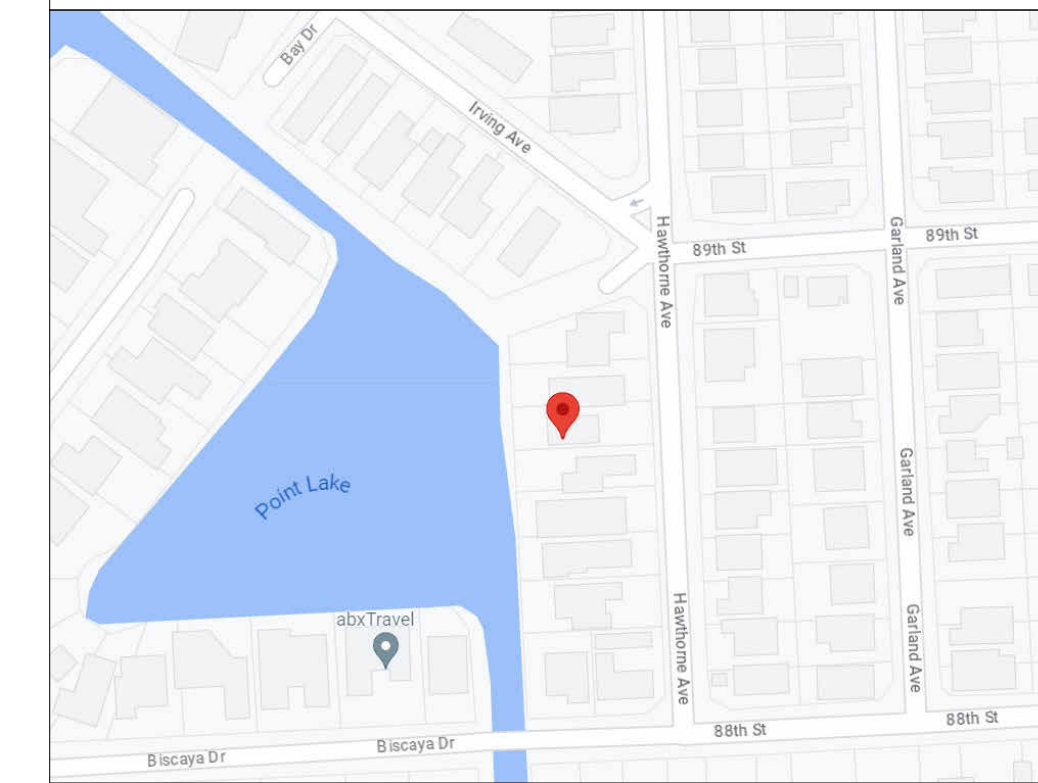 Bay Dr
Irving Ave
Hawthorne Ave
89th St
Garland Ave
89th St
Point Lake
Garland Ave
abxTravel
Hawthorne Ave
Garland Ave
88th St
88th St
Biscaya Dr
Biscaya Dr